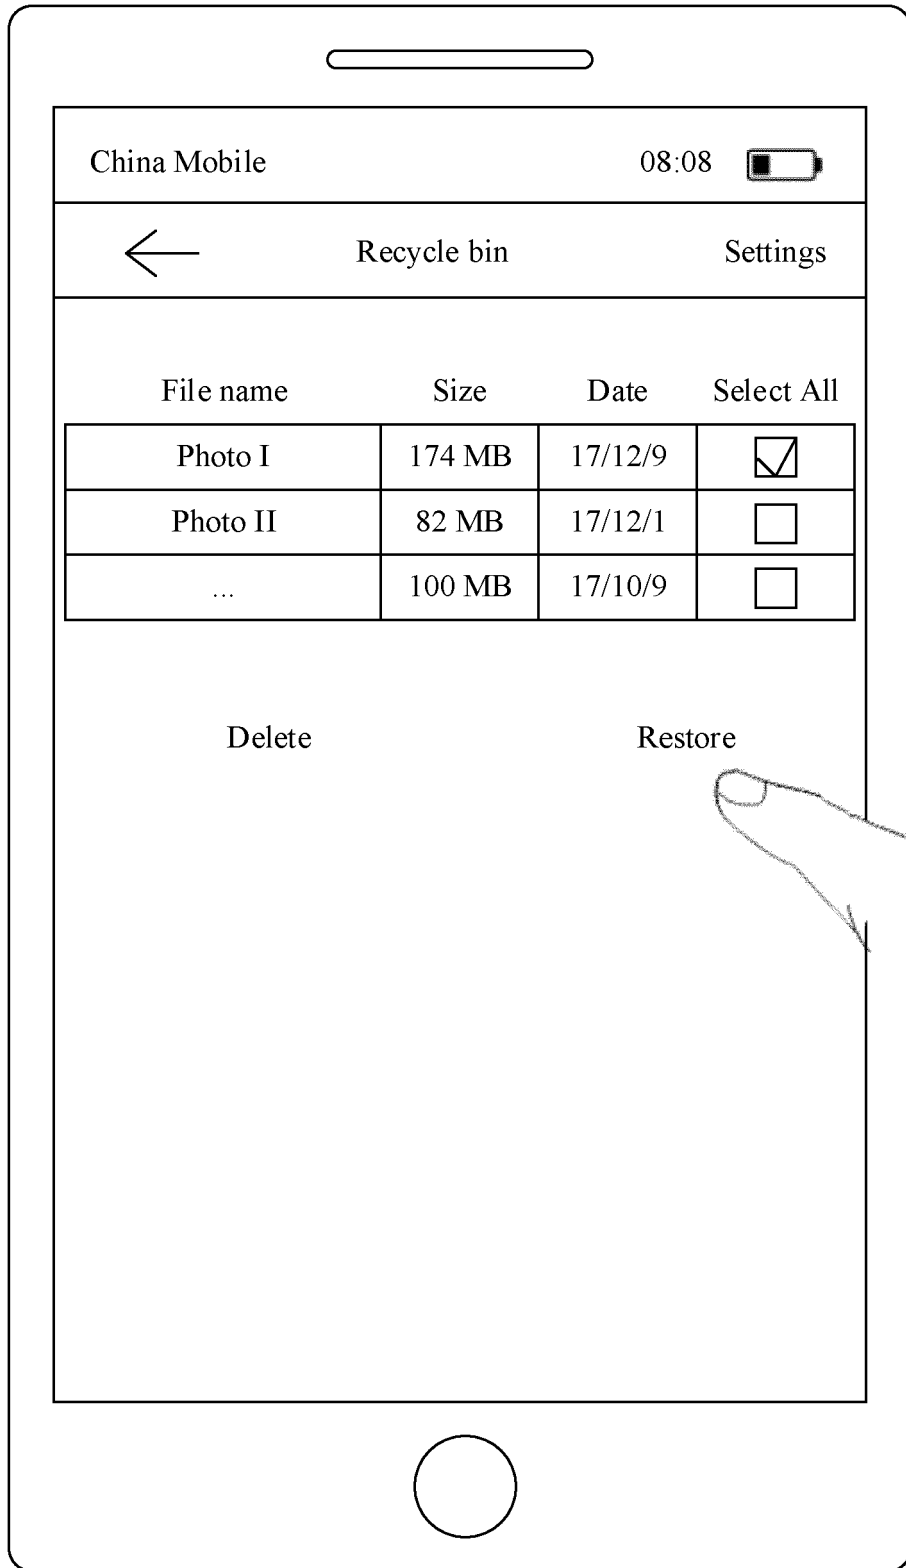 China Mobile 08:08
Recycle bin Settings
File name Size Date Select All
Photo I 174 MB 17/12/9
Photo II 82 MB 17/12/1
... 100 MB 17/10/9
Delete Restore